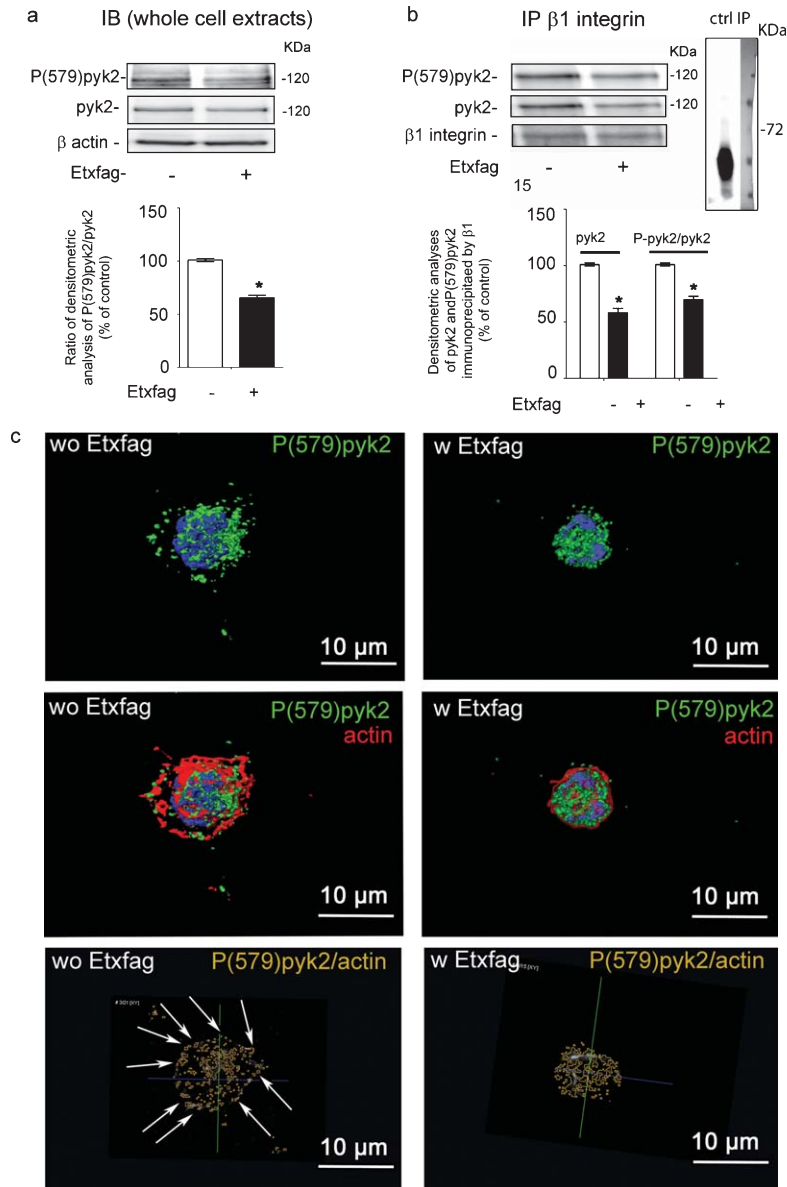 a
IB (whole cell extracts)
KDa
P(579)pyk2-
-120
pyk2-
-120
β actin -
Etxfag-
- +
150
100
50
0
Ratio of densitometric
analysis of P(579)pyk2/pyk2
(% of control)
*
Etxfag
- +
b
IP β1 integrin
ctrl IP
KDa
KDa
P(579)pyk2-
-120
pyk2-
-120
β1 integrin -
-72
Etxfag
- +
15
150
100
50
0
Densitometric analyses
of pyk2 andP(579)pyk2
immunoprecipitaed by β1
(% of control)
pyk2
P-pyk2/pyk2
* *
Etxfag
- + - +
c
wo Etxfag P(579)pyk2
10 µm
w Etxfag P(579)pyk2
10 µm
wo Etxfag P(579)pyk2
actin
10 µm
w Etxfag P(579)pyk2
actin
10 µm
wo Etxfag P(579)pyk2/actin
10 µm
w Etxfag P(579)pyk2/actin
10 µm